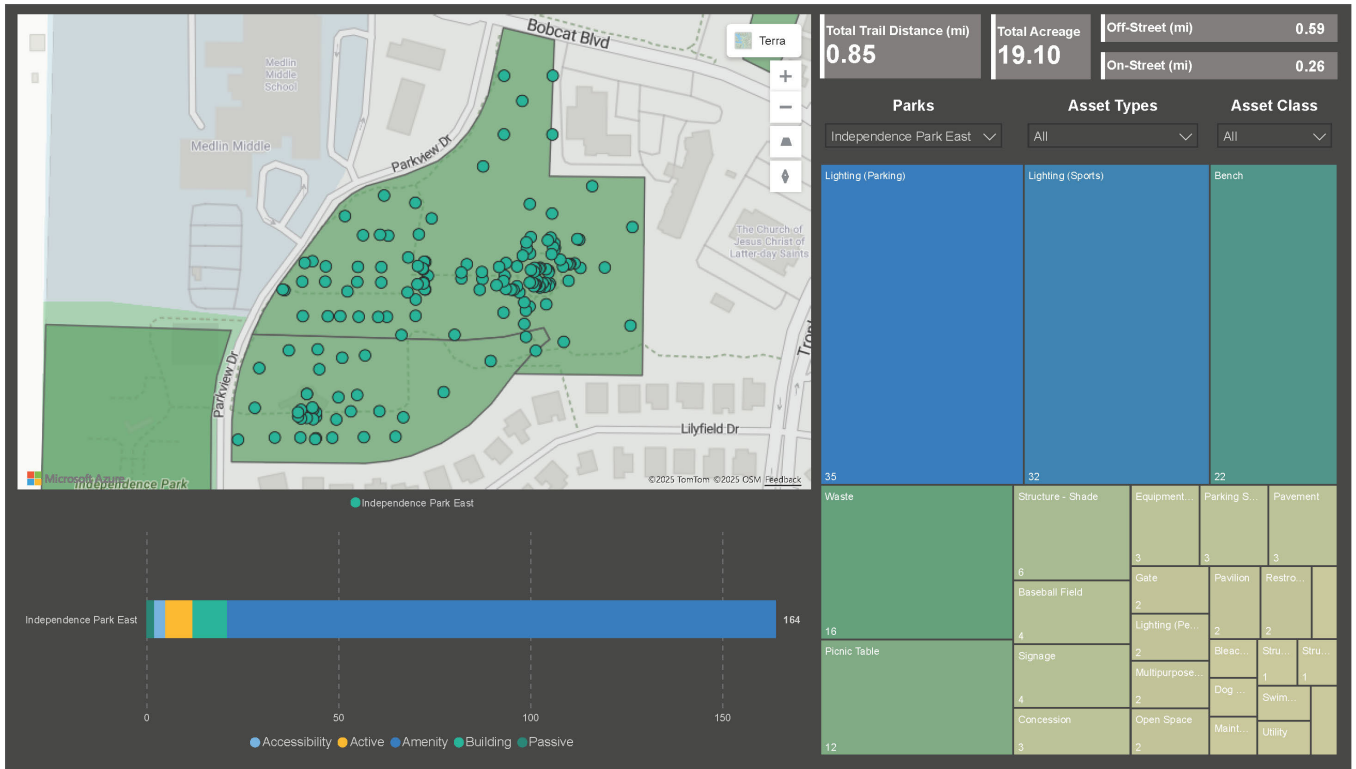 Bobcat Blvd
Terra
Medlin
Middle
School
Medlin Middle
Parkview Dr
The Church of
Jesus Christ of
Latter-day Saints
Parkview Dr
Lilyfield Dr
Microsoft Azure
Independence Park
©2025 TomTom ©2025 OSM Feedback
Independence Park East
Independence Park East
164
0 50 100 150
Accessibility Active Amenity Building Passive
Total Trail Distance (mi)
0.85
Total Acreage
19.10
Off-Street (mi) 0.59
On-Street (mi) 0.26
Parks Asset Types Asset Class
Independence Park East All All
Lighting (Parking) Lighting (Sports) Bench
35 32 22
Waste
16
Picnic Table
12
Structure - Shade
6
Baseball Field
4
Signage
4
Concession
3
Equipment...
3
Parking S...
3
Pavement
3
Gate
2
Lighting (Pe...
2
Multipurpose...
2
Open Space
2
Pavilion
2
Restro...
2
Bleac...
Dog ...
Maint...
Stru...
1
Stru...
1
Swim...
Utility